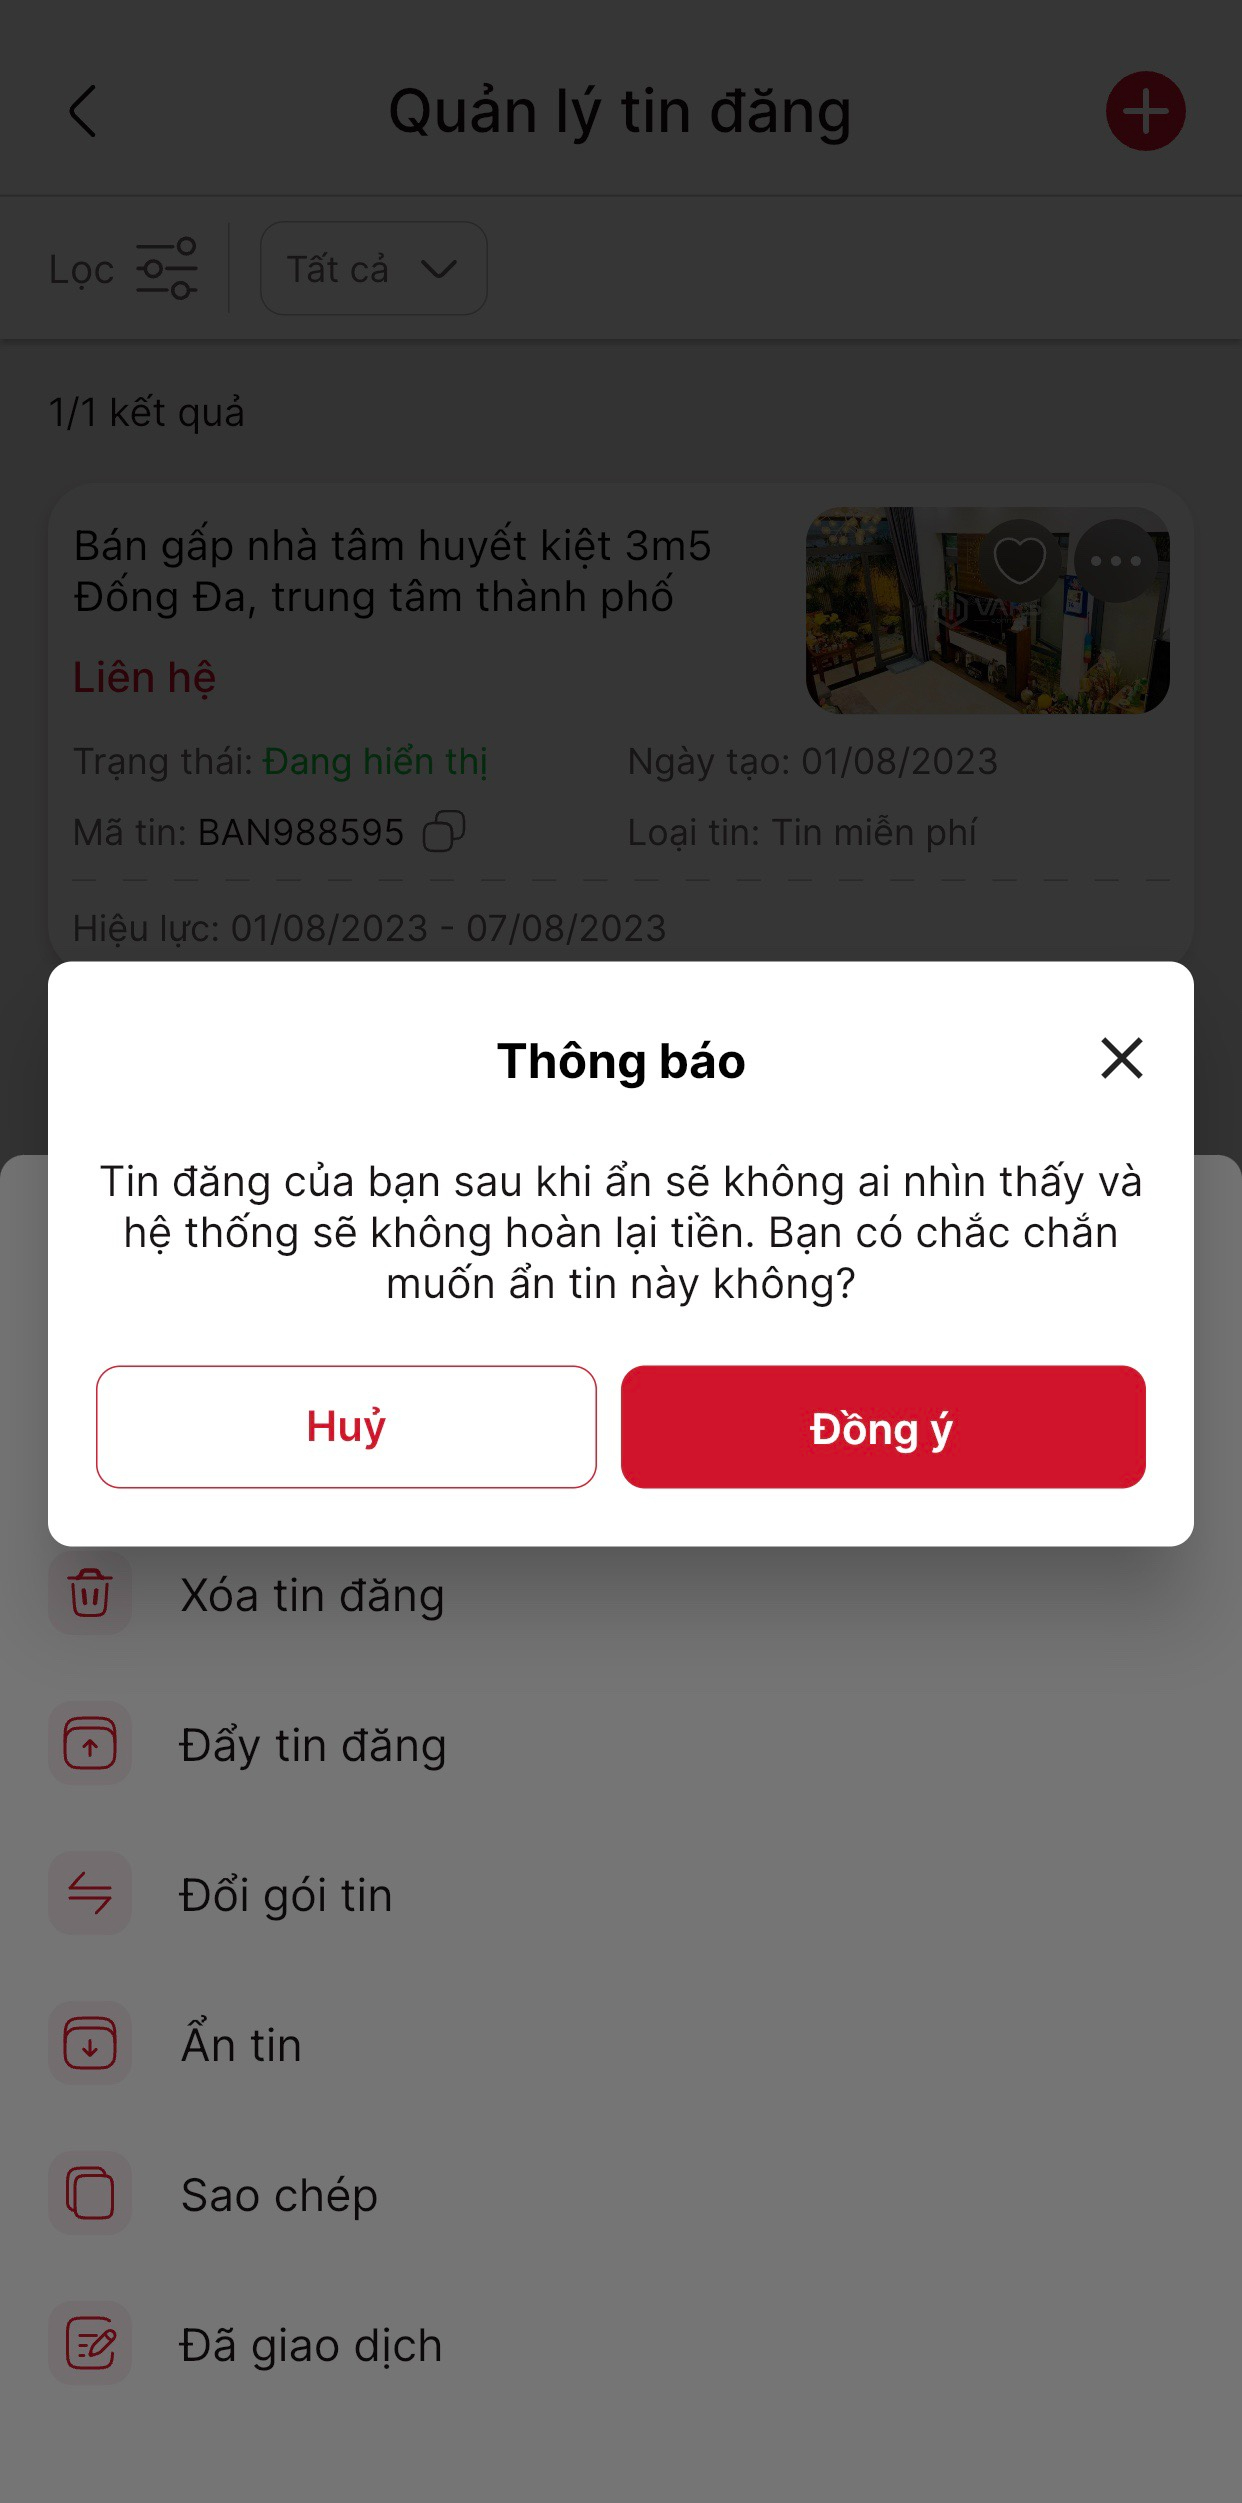 Quản lý tin đăng
Lọc
Tất cả
1/1 kết quả
Bán gấp nhà tâm huyết kiệt 3m5
Đống Đa, trung tâm thành phố
Liên hệ
Trạng thái: Đang hiển thị
Ngày tạo: 01/08/2023
Mã tin: BAN988595
Loại tin: Tin miễn phí
Hiệu lực: 01/08/2023 - 07/08/2023
Thông báo
Tin đăng của bạn sau khi ẩn sẽ không ai nhìn thấy và
hệ thống sẽ không hoàn lại tiền. Bạn có chắc chắn
muốn ẩn tin này không?
Huỷ
Đồng ý
Xóa tin đăng
Đẩy tin đăng
Đổi gói tin
Ẩn tin
Sao chép
Đã giao dịch